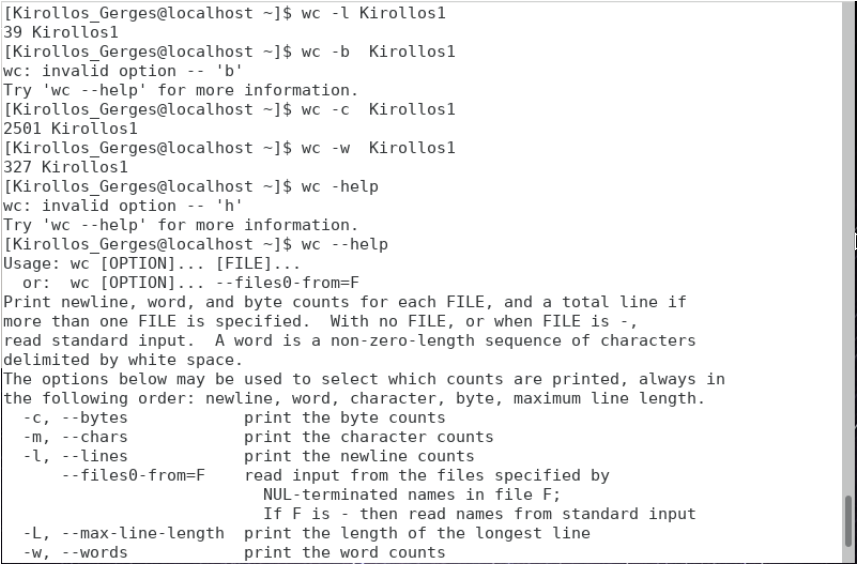 [Kirollos_Gerges@localhost ~]$ wc -l Kirollos1
39 Kirollos1
[Kirollos_Gerges@localhost ~]$ wc -b  Kirollos1
wc: invalid option -- 'b'
Try 'wc --help' for more information.
[Kirollos_Gerges@localhost ~]$ wc -c  Kirollos1
2501 Kirollos1
[Kirollos_Gerges@localhost ~]$ wc -w  Kirollos1
327 Kirollos1
[Kirollos_Gerges@localhost ~]$ wc -help
wc: invalid option -- 'h'
Try 'wc --help' for more information.
[Kirollos_Gerges@localhost ~]$ wc --help
Usage: wc [OPTION]... [FILE]...
  or:  wc [OPTION]... --files0-from=F
Print newline, word, and byte counts for each FILE, and a total line if
more than one FILE is specified.  With no FILE, or when FILE is -,
read standard input.  A word is a non-zero-length sequence of characters
delimited by white space.
The options below may be used to select which counts are printed, always in
the following order: newline, word, character, byte, maximum line length.
  -c, --bytes            print the byte counts
  -m, --chars            print the character counts
  -l, --lines            print the newline counts
      --files0-from=F    read input from the files specified by
                           NUL-terminated names in file F;
                           If F is - then read names from standard input
  -L, --max-line-length  print the length of the longest line
  -w, --words            print the word counts